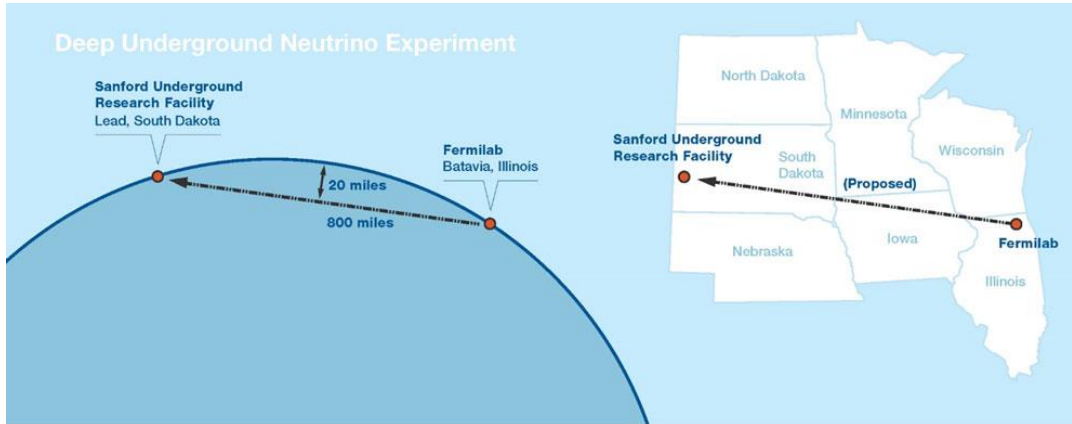 Deep Underground Neutrino Experiment
Sanford Underground
Research Facility
Lead, South Dakota
Fermilab
Batavia, Illinois
20 miles
800 miles
North Dakota
Minnesota
Sanford Underground
Research Facility
South
Dakota
Wisconsin
(Proposed)
Nebraska
Iowa
Fermilab
Illinois